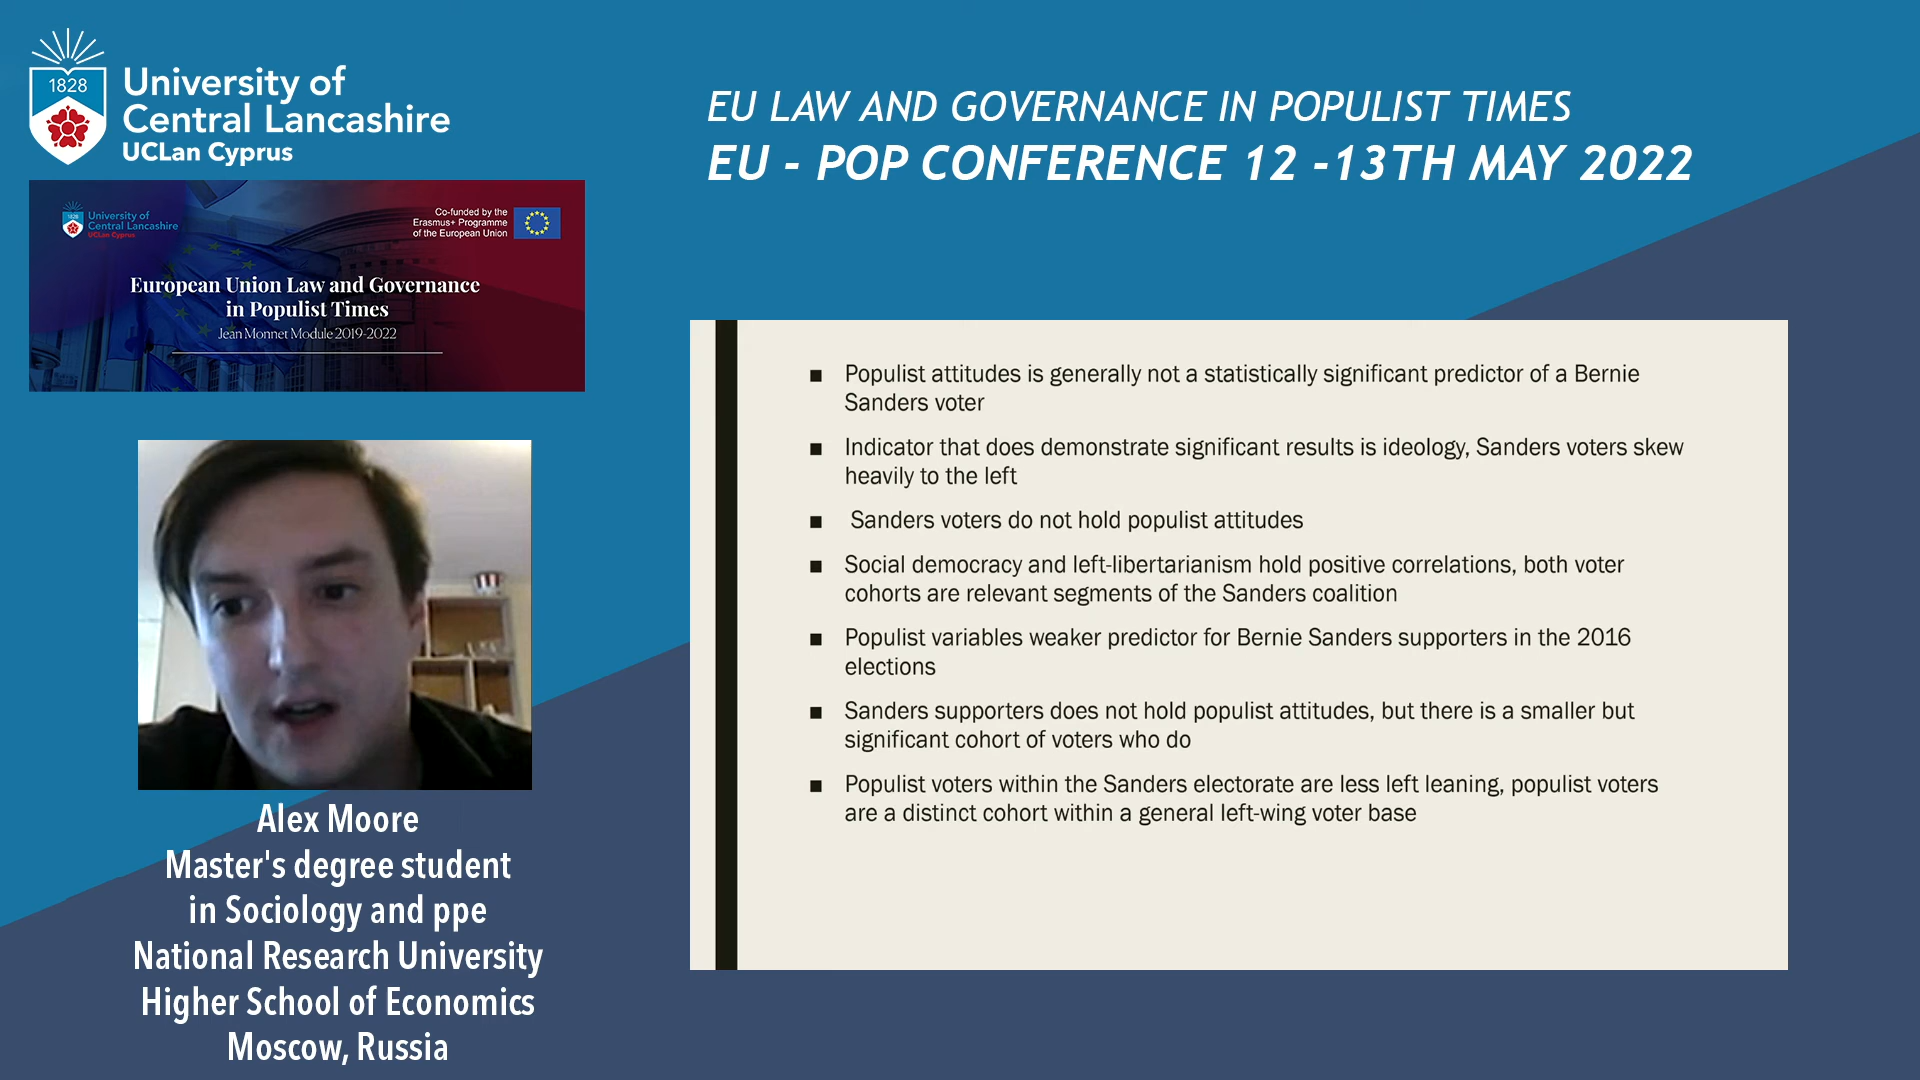 1828
University of
Central Lancashire
UCLan Cyprus
EU LAW AND GOVERNANCE IN POPULIST TIMES
EU - POP CONFERENCE 12 -13TH MAY 2022
1828
University of
Central Lancashire
UCLan Cyprus
Co-funded by the
Erasmus+ Programme
of the European Union
European Union Law and Governance
in Populist Times
Jean Monnet Module 2019-2022
Alex Moore
Master's degree student
in Sociology and ppe
National Research University
Higher School of Economics
Moscow, Russia
■ Populist attitudes is generally not a statistically significant predictor of a Bernie
Sanders voter
■ Indicator that does demonstrate significant results is ideology, Sanders voters skew
heavily to the left
■ Sanders voters do not hold populist attitudes
■ Social democracy and left-libertarianism hold positive correlations, both voter
cohorts are relevant segments of the Sanders coalition
■ Populist variables weaker predictor for Bernie Sanders supporters in the 2016
elections
■ Sanders supporters does not hold populist attitudes, but there is a smaller but
significant cohort of voters who do
■ Populist voters within the Sanders electorate are less left leaning, populist voters
are a distinct cohort within a general left-wing voter base